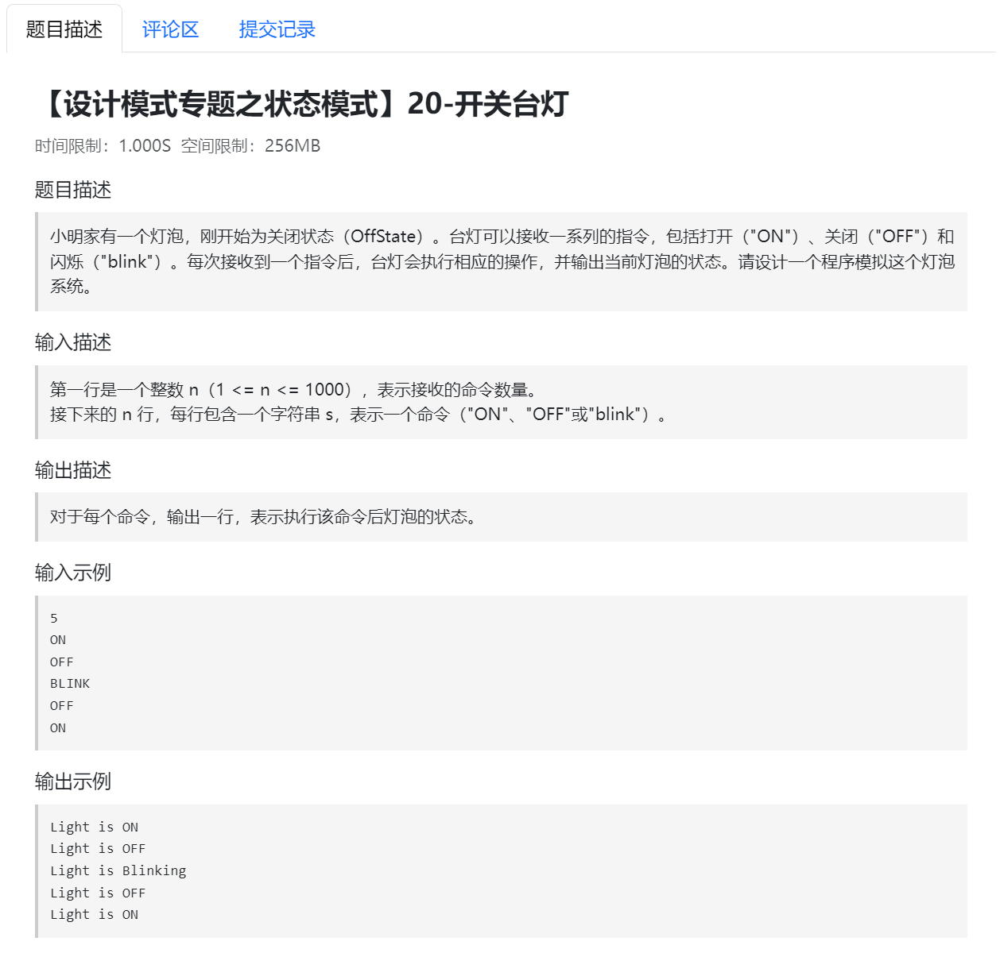 题目描述 评论区 提交记录
【设计模式专题之状态模式】20-开关台灯
时间限制：1.000S 空间限制：256MB
题目描述
小明家有一个灯泡，刚开始为关闭状态（OffState）。台灯可以接收一系列的指令，包括打开（"ON"）、关闭（"OFF"）和
闪烁（"blink"）。每次接收到一个指令后，台灯会执行相应的操作，并输出当前灯泡的状态。请设计一个程序模拟这个灯泡
系统。
输入描述
第一行是一个整数 n（1 <= n <= 1000），表示接收的命令数量。
接下来的 n 行，每行包含一个字符串 s，表示一个命令（"ON"、"OFF"或"blink"）。
输出描述
对于每个命令，输出一行，表示执行该命令后灯泡的状态。
输入示例
5
ON
OFF
BLINK
OFF
ON
输出示例
Light is ON
Light is OFF
Light is Blinking
Light is OFF
Light is ON